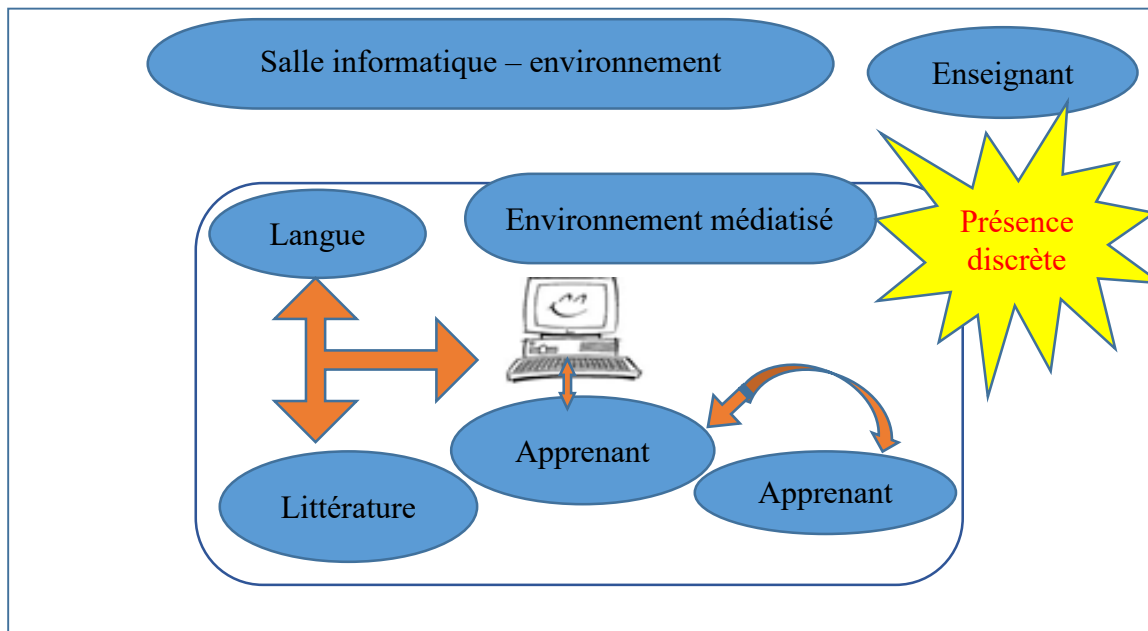 Salle informatique – environnement
Enseignant
Environnement médiatisé
Langue
Présence
discrète
Apprenant
Littérature
Apprenant